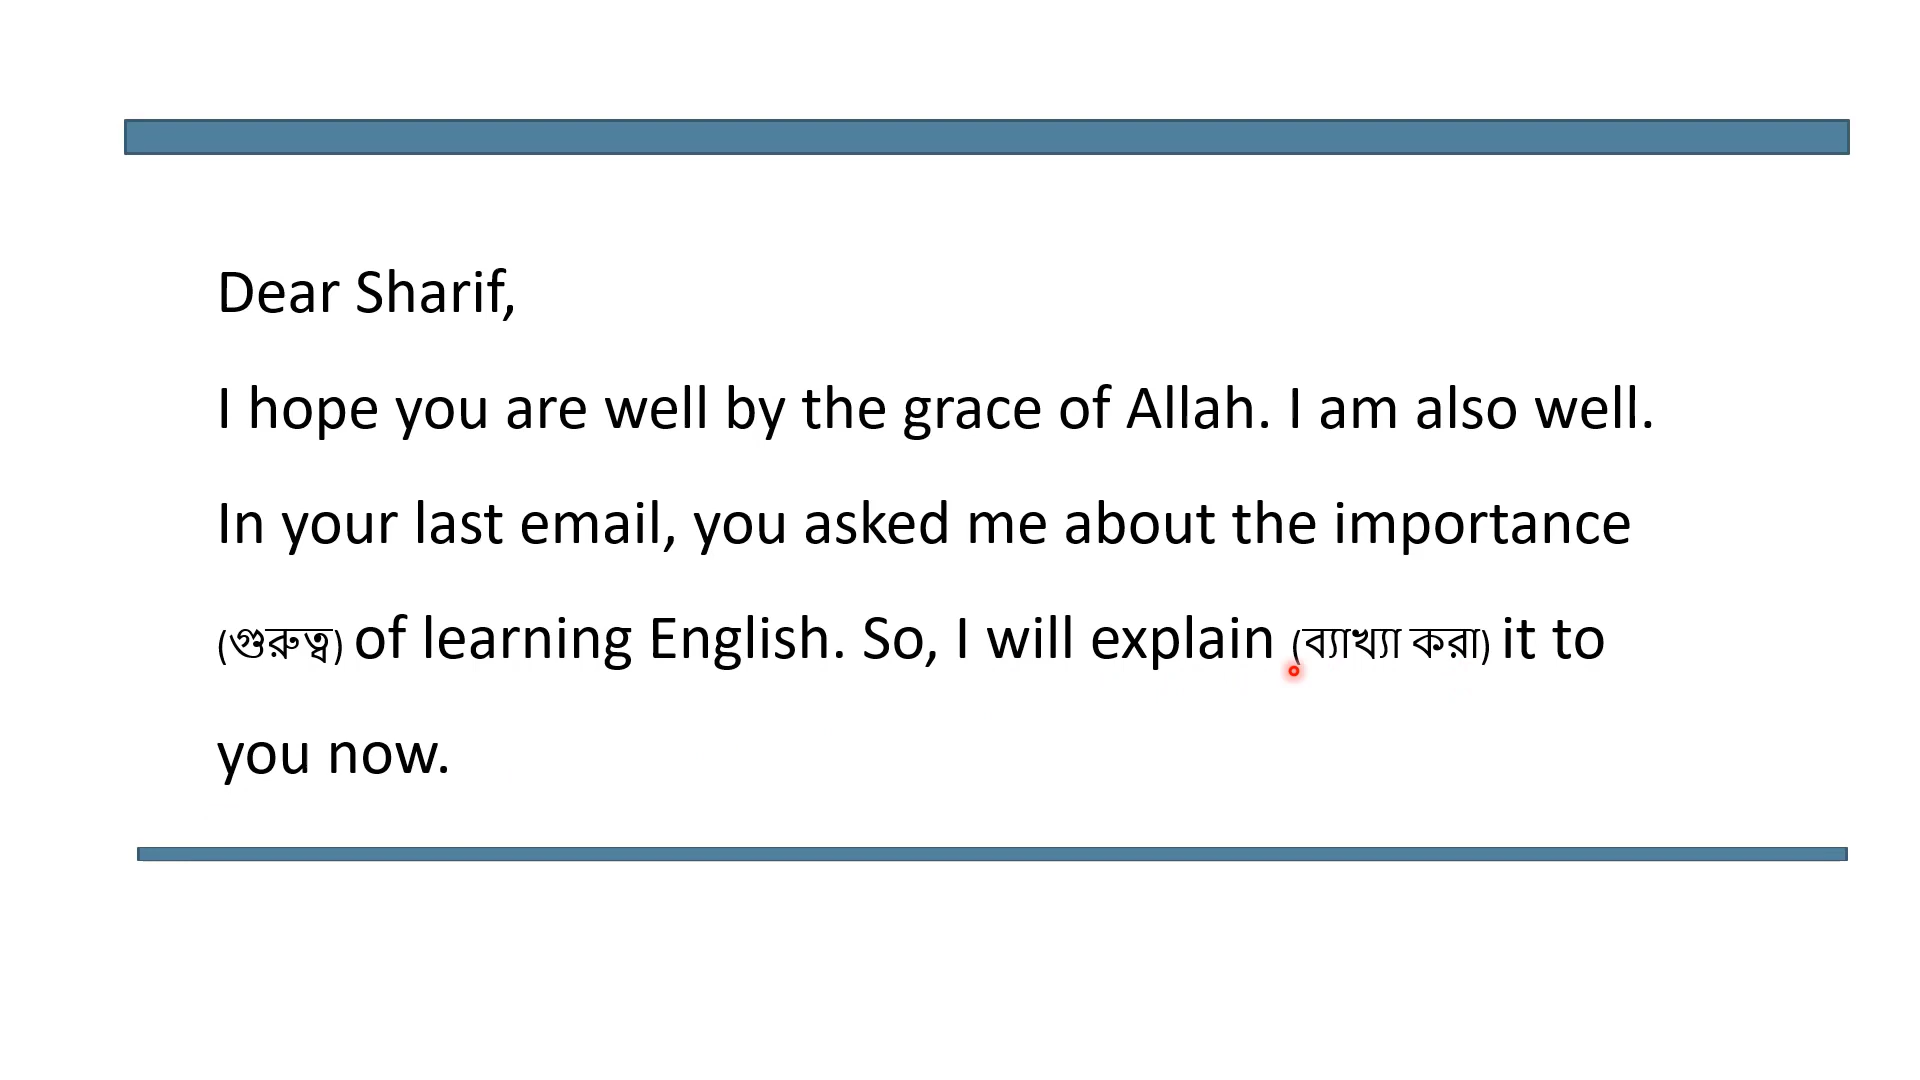 Dear Sharif,
I hope you are well by the grace of Allah. I am also well.
In your last email, you asked me about the importance
(গুরুত্ব) of learning English. So, I will explain (ব্যাখ্যা করা) it to
you now.